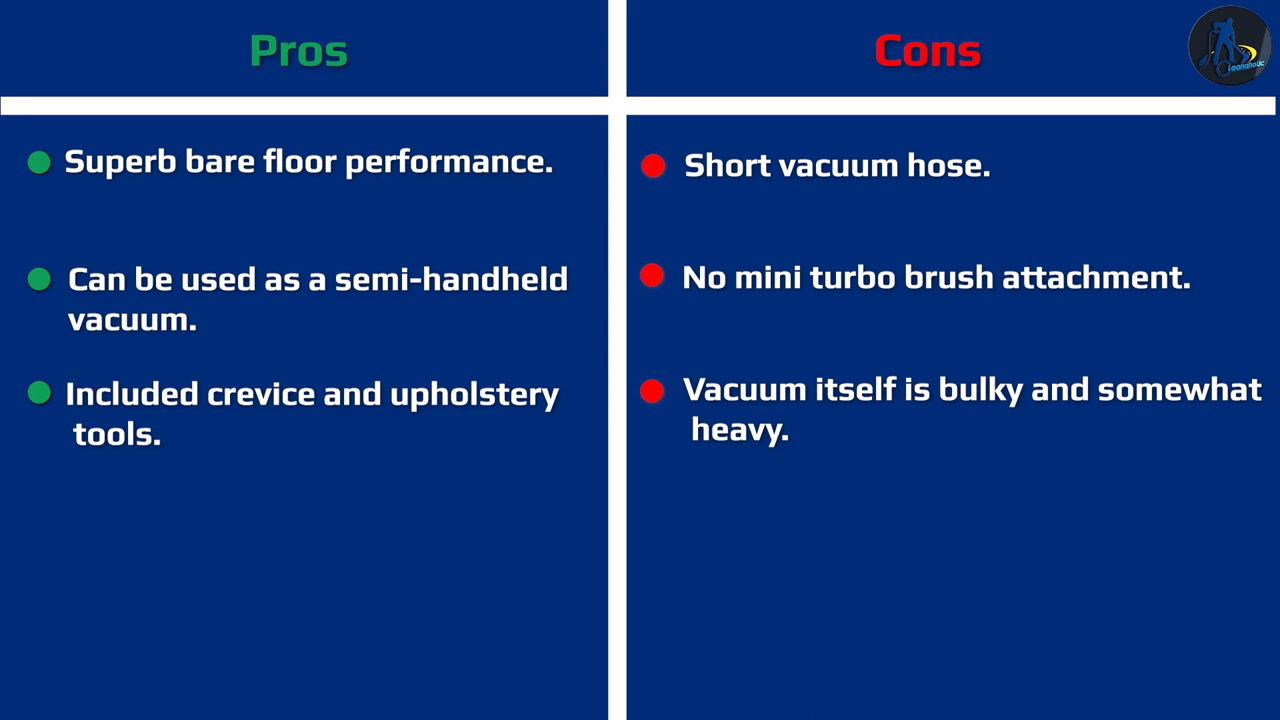 Pros
Cons
Superb bare floor performance.
Can be used as a semi-handheld
vacuum.
Included crevice and upholstery
tools.
Short vacuum hose.
No mini turbo brush attachment.
Vacuum itself is bulky and somewhat
heavy.